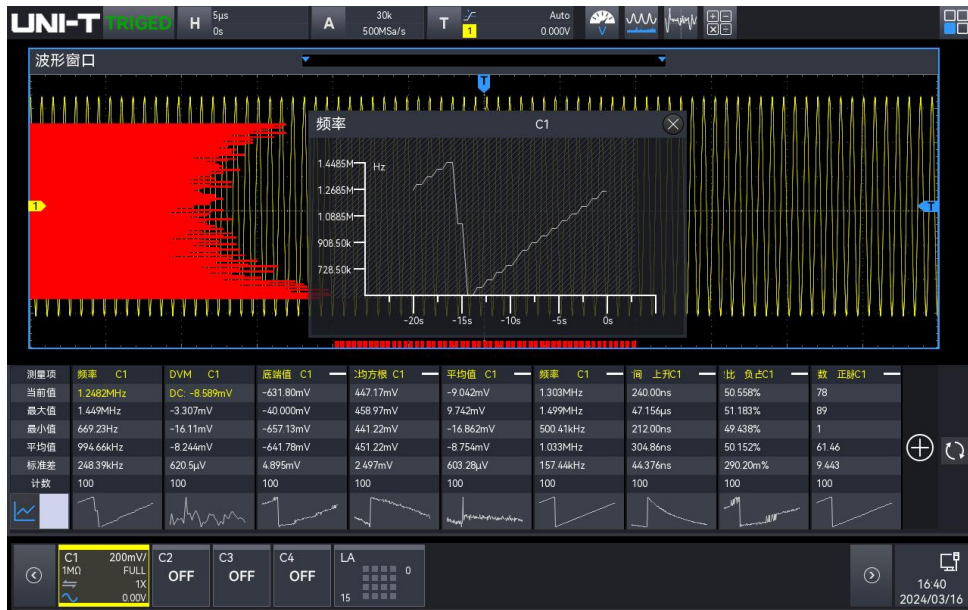 UNI-T TRIGED H 5μs 0s A 30k 500MSa/s T 1 Auto 0.000V V
波形窗口
T
频率 C1
1.4485M Hz
1.2685M
1 1.0885M T
908.50k
728.50k
-20s -15s -10s -5s 0s
测量项 频率 C1 DVM C1 底端值 C1 均方根 C1 平均值 C1 频率 C1 间 上升C1 比 负占C1 数 正脉C1
当前值 1.2482MHz DC: -8.589mV -631.80mV 447.17mV -9.042mV 1.303MHz 240.00ns 50.558% 78
最大值 1.449MHz -3.307mV -40.000mV 458.97mV 9.742mV 1.499MHz 47.156μs 51.183% 89
最小值 669.23Hz -16.11mV -657.13mV 441.22mV -16.862mV 500.41kHz 212.00ns 49.438% 1
平均值 994.66kHz -8.244mV -641.78mV 451.22mV -8.754mV 1.033MHz 304.86ns 50.152% 61.46
标准差 248.39kHz 620.5μV 4.895mV 2.497mV 603.28μV 157.44kHz 44.376ns 290.20m% 9.443
计数 100 100 100 100 100 100 100 100 100
C1 200mV/ C2 C3 C4 LA
1MΩ FULL OFF OFF OFF 0
1X
0.00V 15
16:40
2024/03/16